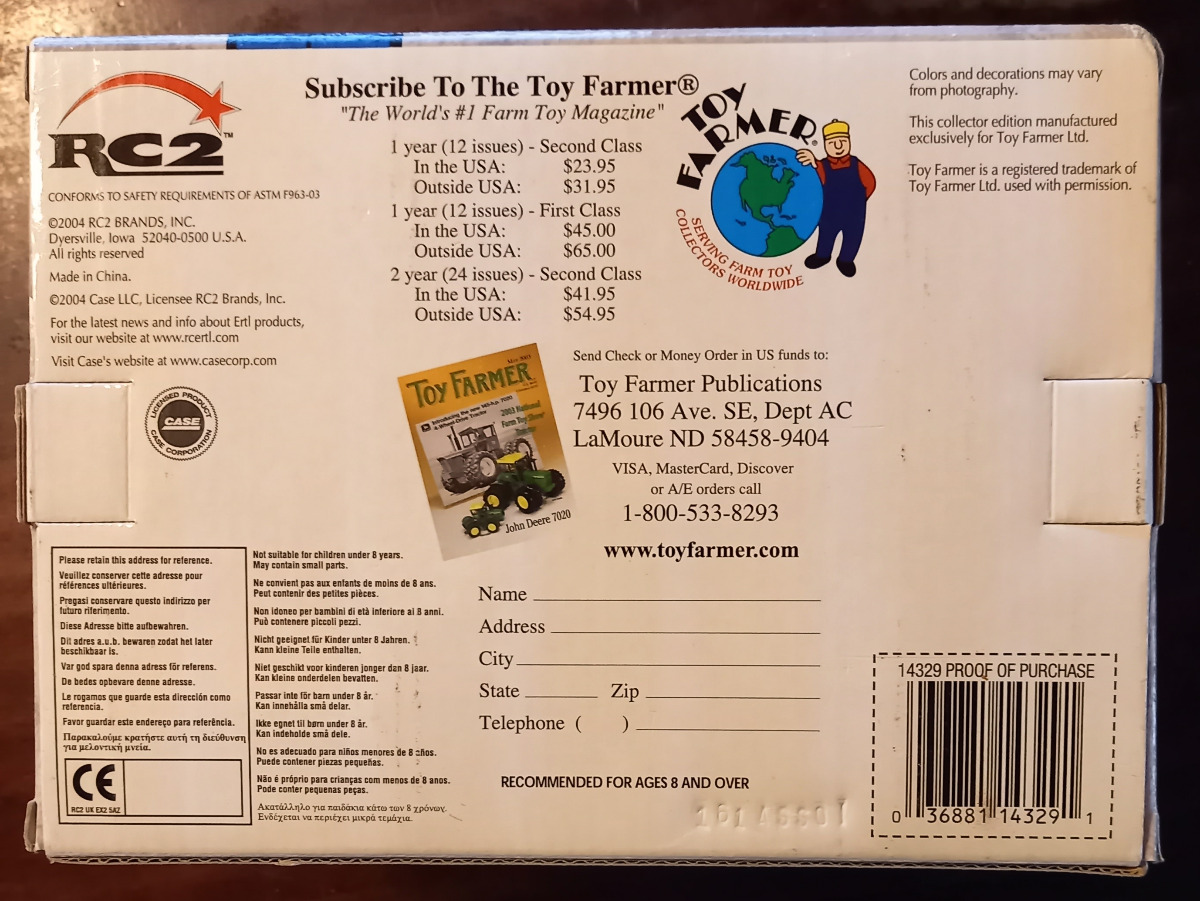 RC2™
CONFORMS TO SAFETY REQUIREMENTS OF ASTM F963-03
©2004 RC2 BRANDS, INC.
Dyersville, Iowa 52040-0500 U.S.A.
All rights reserved
Made in China.
©2004 Case LLC, Licensee RC2 Brands, Inc.
For the latest news and info about Ertl products,
visit our website at www.rcertl.com
Visit Case's website at www.casecorp.com
LICENSED PRODUCT
CASE
CASE CORPORATION
Subscribe To The Toy Farmer®
"The World's #1 Farm Toy Magazine"
1 year (12 issues) - Second Class
In the USA: $23.95
Outside USA: $31.95
1 year (12 issues) - First Class
In the USA: $45.00
Outside USA: $65.00
2 year (24 issues) - Second Class
In the USA: $41.95
Outside USA: $54.95
TOY
FARMER®
SERVING FARM TOY
COLLECTORS WORLDWIDE
Colors and decorations may vary
from photography.
This collector edition manufactured
exclusively for Toy Farmer Ltd.
Toy Farmer is a registered trademark of
Toy Farmer Ltd. used with permission.
TOY FARMER
Introducing the new 145-h.p. 7020
4-Wheel-Drive Tractor
2003 National
Farm Toy Show
Tractor
John Deere 7020
Send Check or Money Order in US funds to:
Toy Farmer Publications
7496 106 Ave. SE, Dept AC
LaMoure ND 58458-9404
VISA, MasterCard, Discover
or A/E orders call
1-800-533-8293
www.toyfarmer.com
Name
Address
City
State Zip
Telephone ( )
RECOMMENDED FOR AGES 8 AND OVER
Please retain this address for reference.
Veuillez conserver cette adresse pour
références ultérieures.
Pregasi conservare questo indirizzo per
futuro riferimento.
Diese Adresse bitte aufbewahren.
Dit adres a.u.b. bewaren zodat het later
beschikbaar is.
Var god spara denna adress för referens.
De bedes opbevare denne adresse.
Le rogamos que guarde esta dirección como
referencia.
Favor guardar este endereço para referência.
Παρακαλούμε κρατήστε αυτή τη διεύθυνση
για μελοντική μνεία.
CE
RC2 UK EX2 5AZ
Not suitable for children under 8 years.
May contain small parts.
Ne convient pas aux enfants de moins de 8 ans.
Peut contenir des petites pièces.
Non idoneo per bambini di età inferiore ai 8 anni.
Può contenere piccoli pezzi.
Nicht geeignet für Kinder unter 8 Jahren.
Kann kleine Teile enthalten.
Niet geschikt voor kinderen jonger dan 8 jaar.
Kan kleine onderdelen bevatten.
Passar inte för barn under 8 år.
Kan innehålla små delar.
Ikke egnet til børn under 8 år.
Kan indeholde små dele.
No es adecuado para niños menores de 8 años.
Puede contener piezas pequeñas.
Não é próprio para crianças com menos de 8 anos.
Pode conter pequenas peças.
Ακατάλληλο για παιδάκια κάτω των 8 χρόνων.
Ενδέχεται να περιέχει μικρά τεμάχια.
14329 PROOF OF PURCHASE
0 36881 14329 1